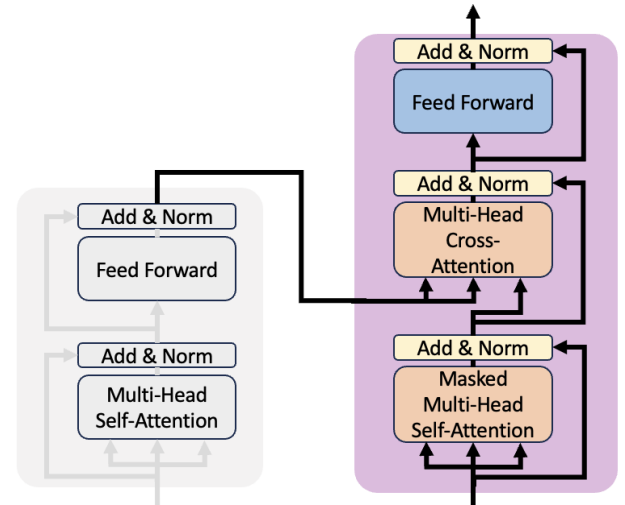 Add & Norm
Feed Forward
Add & Norm
Multi-Head
Self-Attention
Add & Norm
Feed Forward
Add & Norm
Multi-Head
Cross-
Attention
Add & Norm
Masked
Multi-Head
Self-Attention